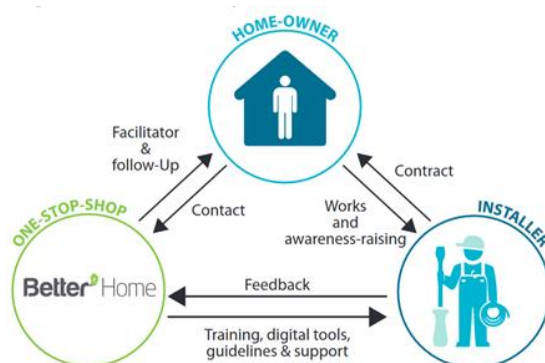 HOME-OWNER
Facilitator
&
follow-Up
Contact
Contract
Works
and
awareness-raising
ONE-STOP-SHOP
Better Home
INSTALLER
Feedback
Training, digital tools,
guidelines & support